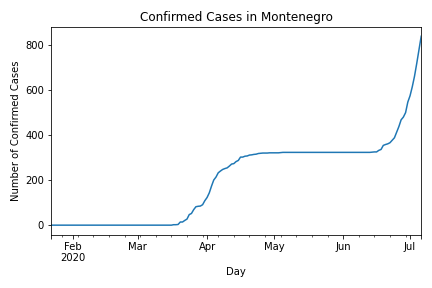 Confirmed Cases in Montenegro
Number of Confirmed Cases
800
600
400
200
0
Feb Mar Apr May Jun Jul
2020
Day